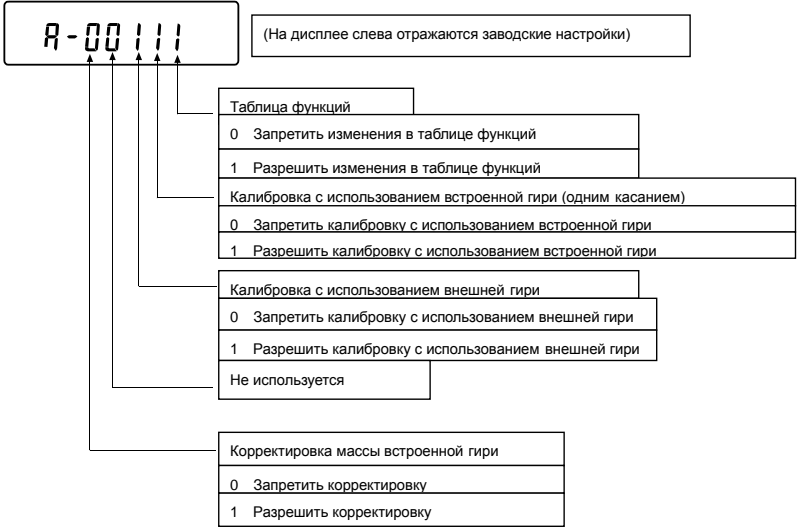 A-00111
(На дисплее слева отражаются заводские настройки)
Таблица функций
0 Запретить изменения в таблице функций
1 Разрешить изменения в таблице функций
Калибровка с использованием встроенной гири (одним касанием)
0 Запретить калибровку с использованием встроенной гири
1 Разрешить калибровку с использованием встроенной гири
Калибровка с использованием внешней гири
0 Запретить калибровку с использованием внешней гири
1 Разрешить калибровку с использованием внешней гири
Не используется
Корректировка массы встроенной гири
0 Запретить корректировку
1 Разрешить корректировку